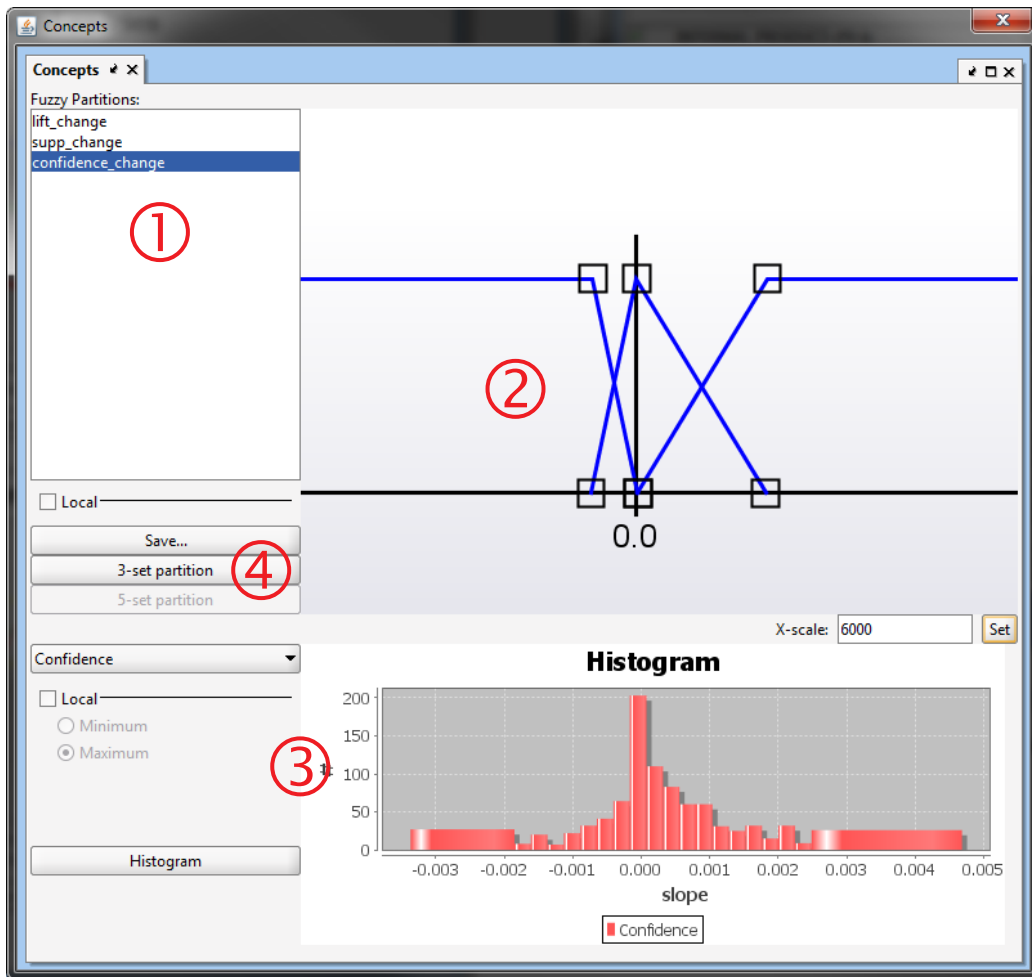 Concepts
Concepts
Fuzzy Partitions:
lift_change
supp_change
confidence_change
①
②
0.0
Local
Save...
3-set partition
④
5-set partition
X-scale: 6000 Set
Confidence
Local
Minimum
Maximum
③
Histogram
Histogram
200
150
100
50
0
#
-0.003 -0.002 -0.001 0.000 0.001 0.002 0.003 0.004 0.005
slope
Confidence